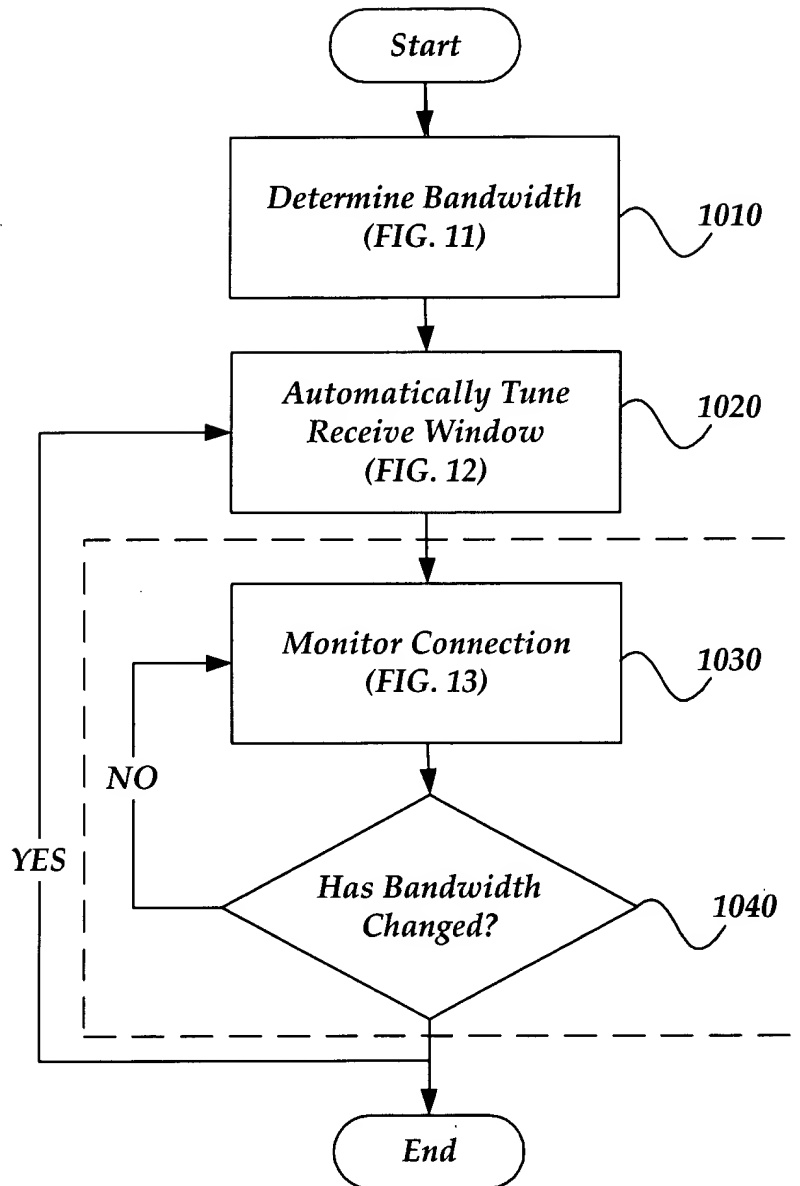 Start
Determine Bandwidth
(FIG. 11)
1010
Automatically Tune
Receive Window
(FIG. 12)
1020
Monitor Connection
(FIG. 13)
1030
NO
YES
Has Bandwidth
Changed?
1040
End